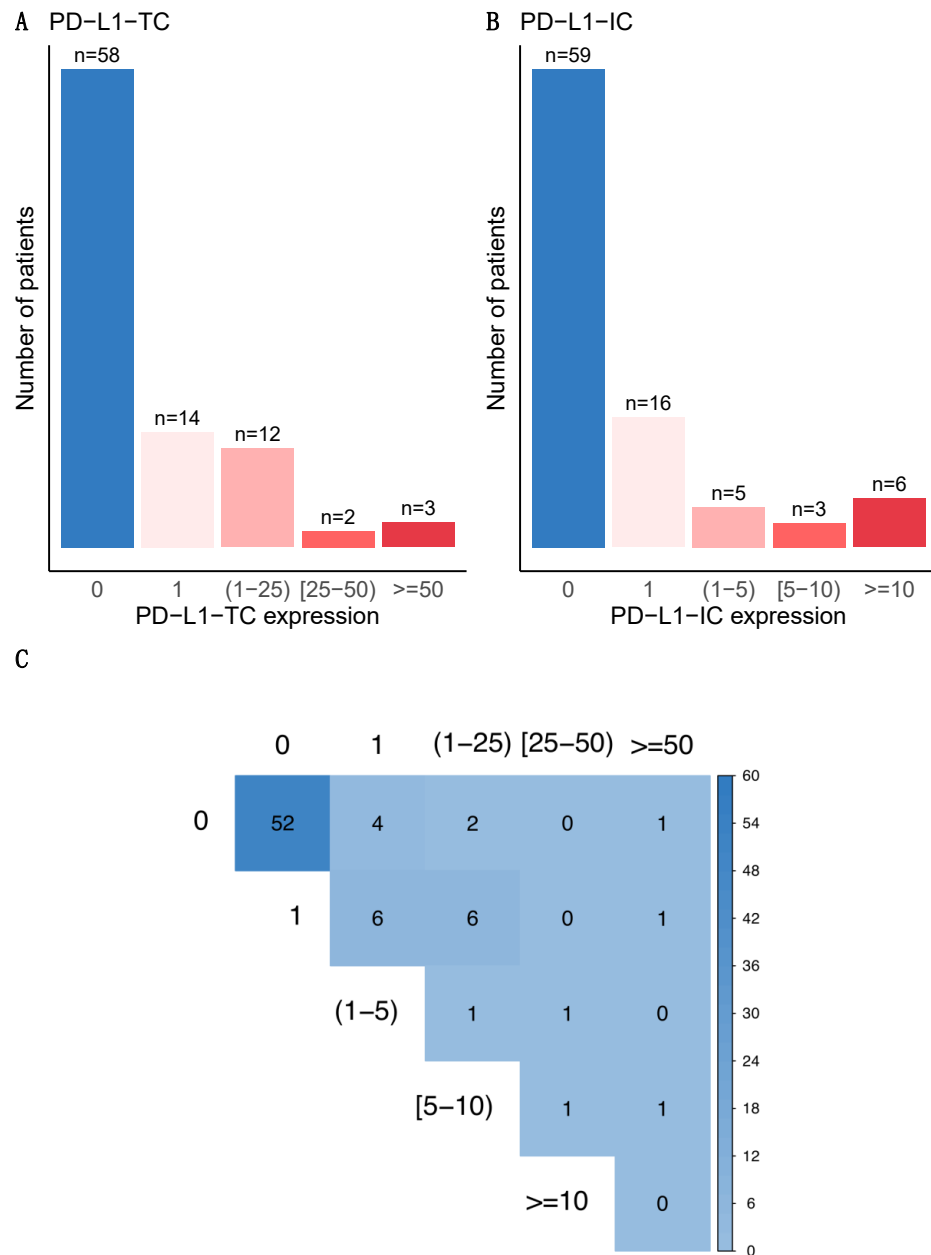 A PD−L1−TC
n=58
n=14
n=12
n=2
n=3
Number of patients
0 1 (1−25) [25−50) >=50
PD−L1−TC expression
B PD−L1−IC
n=59
n=16
n=5
n=3
n=6
Number of patients
0 1 (1−5) [5−10) >=10
PD−L1−IC expression
C
0 1 (1−25) [25−50) >=50
0 52 4 2 0 1
1 6 6 0 1
(1−5) 1 1 0
[5−10) 1 1
>=10 0
60
54
48
42
36
30
24
18
12
6
0